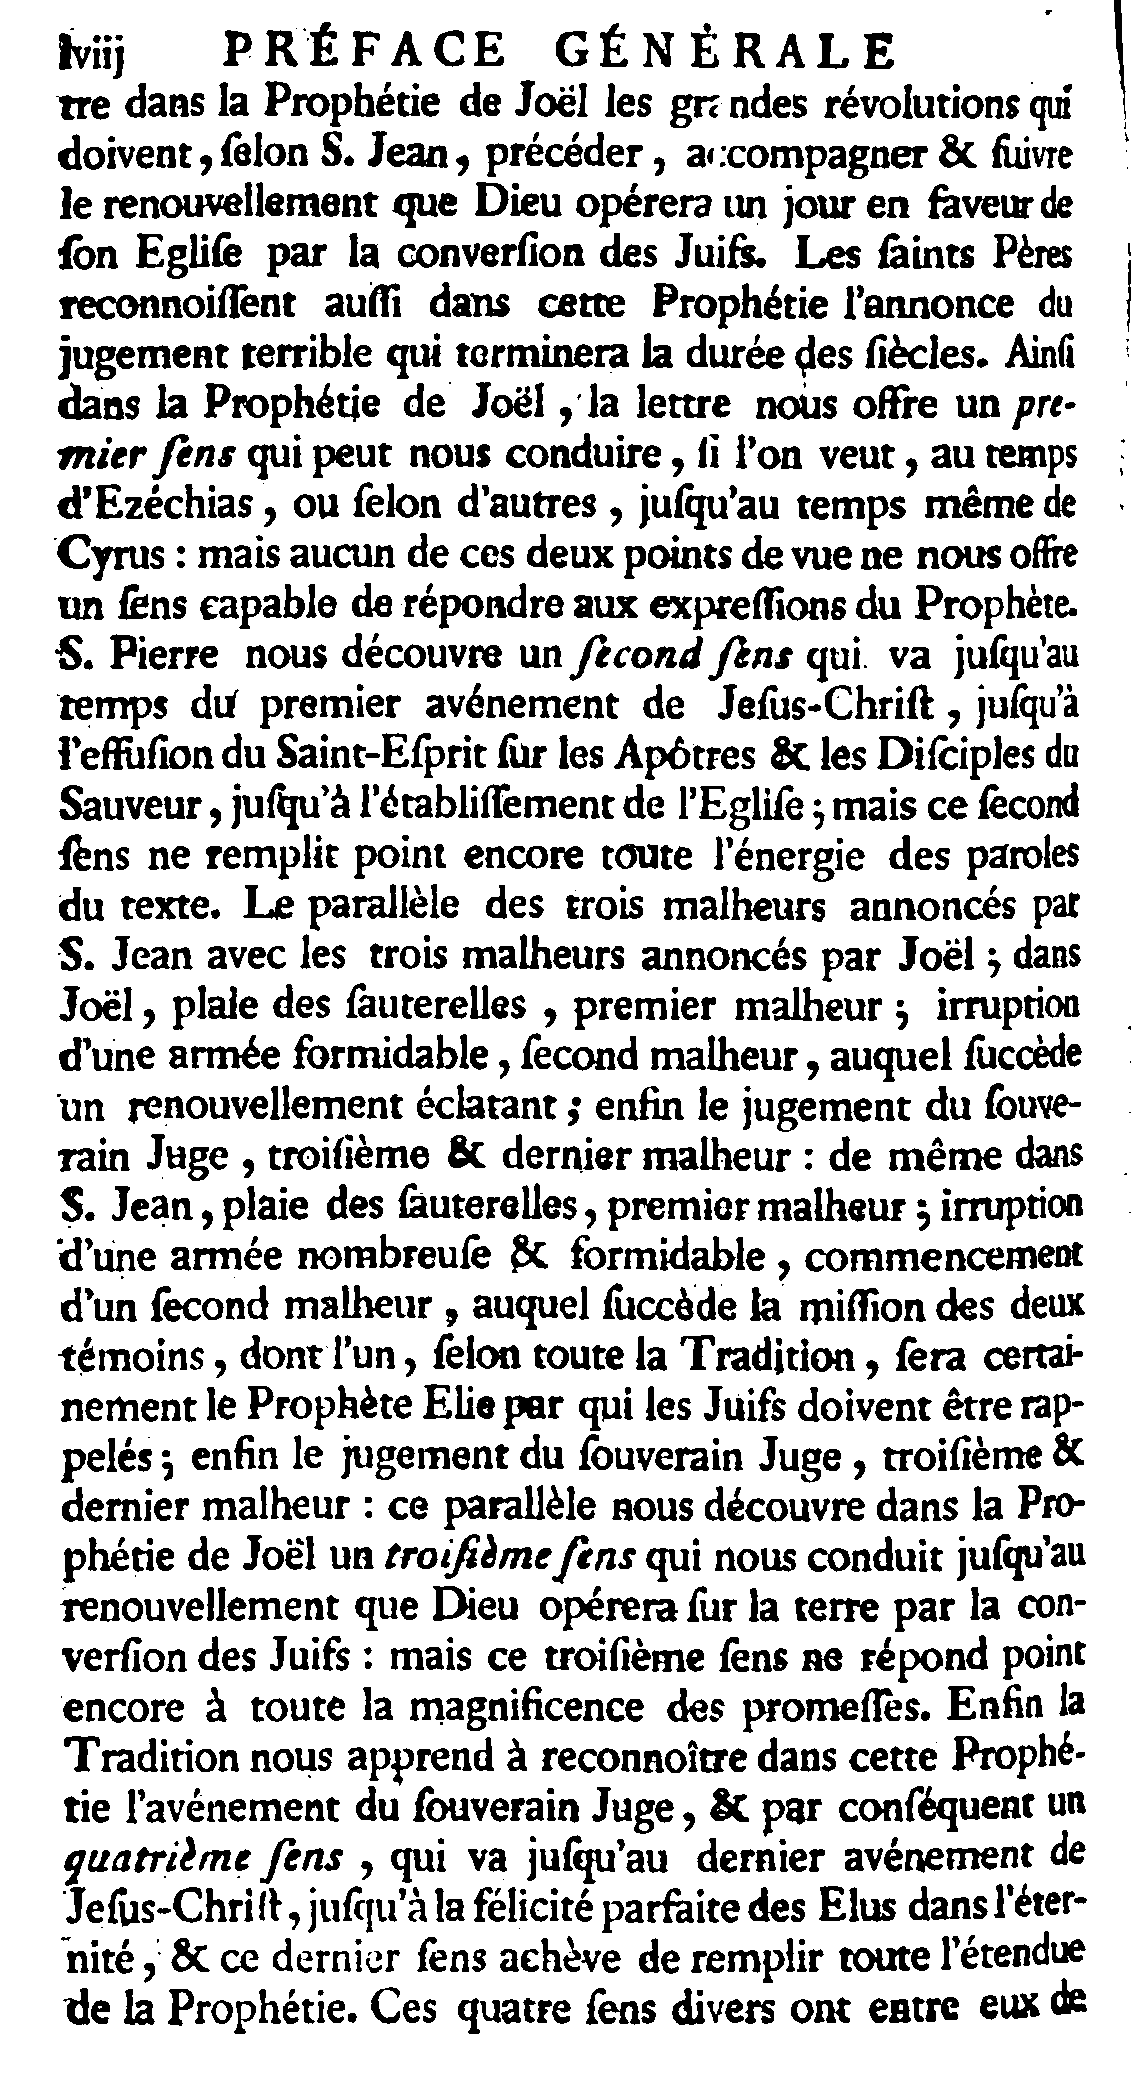 lviij PRÉFACE GÉNÉRALE
tre dans la Prophétie de Joël les grandes révolutions qui
doivent, ſelon S. Jean, précéder, accompagner & ſuivre
le renouvellement que Dieu opérera un jour en faveur de
ſon Egliſe par la converſion des Juifs. Les ſaints Pères
reconnoiſſent auſſi dans cette Prophétie l'annonce du
jugement terrible qui terminera la durée des ſiècles. Ainſi
dans la Prophétie de Joël, la lettre nous offre un pre-
mier ſens qui peut nous conduire, ſi l'on veut, au temps
d'Ezéchias, ou ſelon d'autres, juſqu'au temps même de
Cyrus : mais aucun de ces deux points de vue ne nous offre
un ſens capable de répondre aux expreſſions du Prophète.
S. Pierre nous découvre un ſecond ſens qui va juſqu'au
temps du premier avénement de Jeſus-Chriſt, juſqu'à
l'effuſion du Saint-Eſprit ſur les Apôtres & les Diſciples du
Sauveur, juſqu'à l'établiſſement de l'Egliſe ; mais ce ſecond
ſens ne remplit point encore toute l'énergie des paroles
du texte. Le parallèle des trois malheurs annoncés par
S. Jean avec les trois malheurs annoncés par Joël ; dans
Joël, plaie des ſauterelles, premier malheur ; irruption
d'une armée formidable, ſecond malheur, auquel ſuccède
un renouvellement éclatant ; enfin le jugement du ſouve-
rain Juge, troiſième & dernier malheur : de même dans
S. Jean, plaie des ſauterelles, premier malheur ; irruption
d'une armée nombreuſe & formidable, commencement
d'un ſecond malheur, auquel ſuccède la miſſion des deux
témoins, dont l'un, ſelon toute la Tradition, ſera certai-
nement le Prophète Elie par qui les Juifs doivent être rap-
pelés ; enfin le jugement du ſouverain Juge, troiſième &
dernier malheur : ce parallèle nous découvre dans la Pro-
phétie de Joël un troiſième ſens qui nous conduit juſqu'au
renouvellement que Dieu opérera ſur la terre par la con-
verſion des Juifs : mais ce troiſième ſens ne répond point
encore à toute la magnificence des promeſſes. Enfin la
Tradition nous apprend à reconnoître dans cette Prophé-
tie l'avénement du ſouverain Juge, & par conſéquent un
quatrième ſens, qui va juſqu'au dernier avénement de
Jeſus-Chriſt, juſqu'à la félicité parfaite des Elus dans l'éter-
nité, & ce dernier ſens achève de remplir toute l'étendue
de la Prophétie. Ces quatre ſens divers ont entre eux de